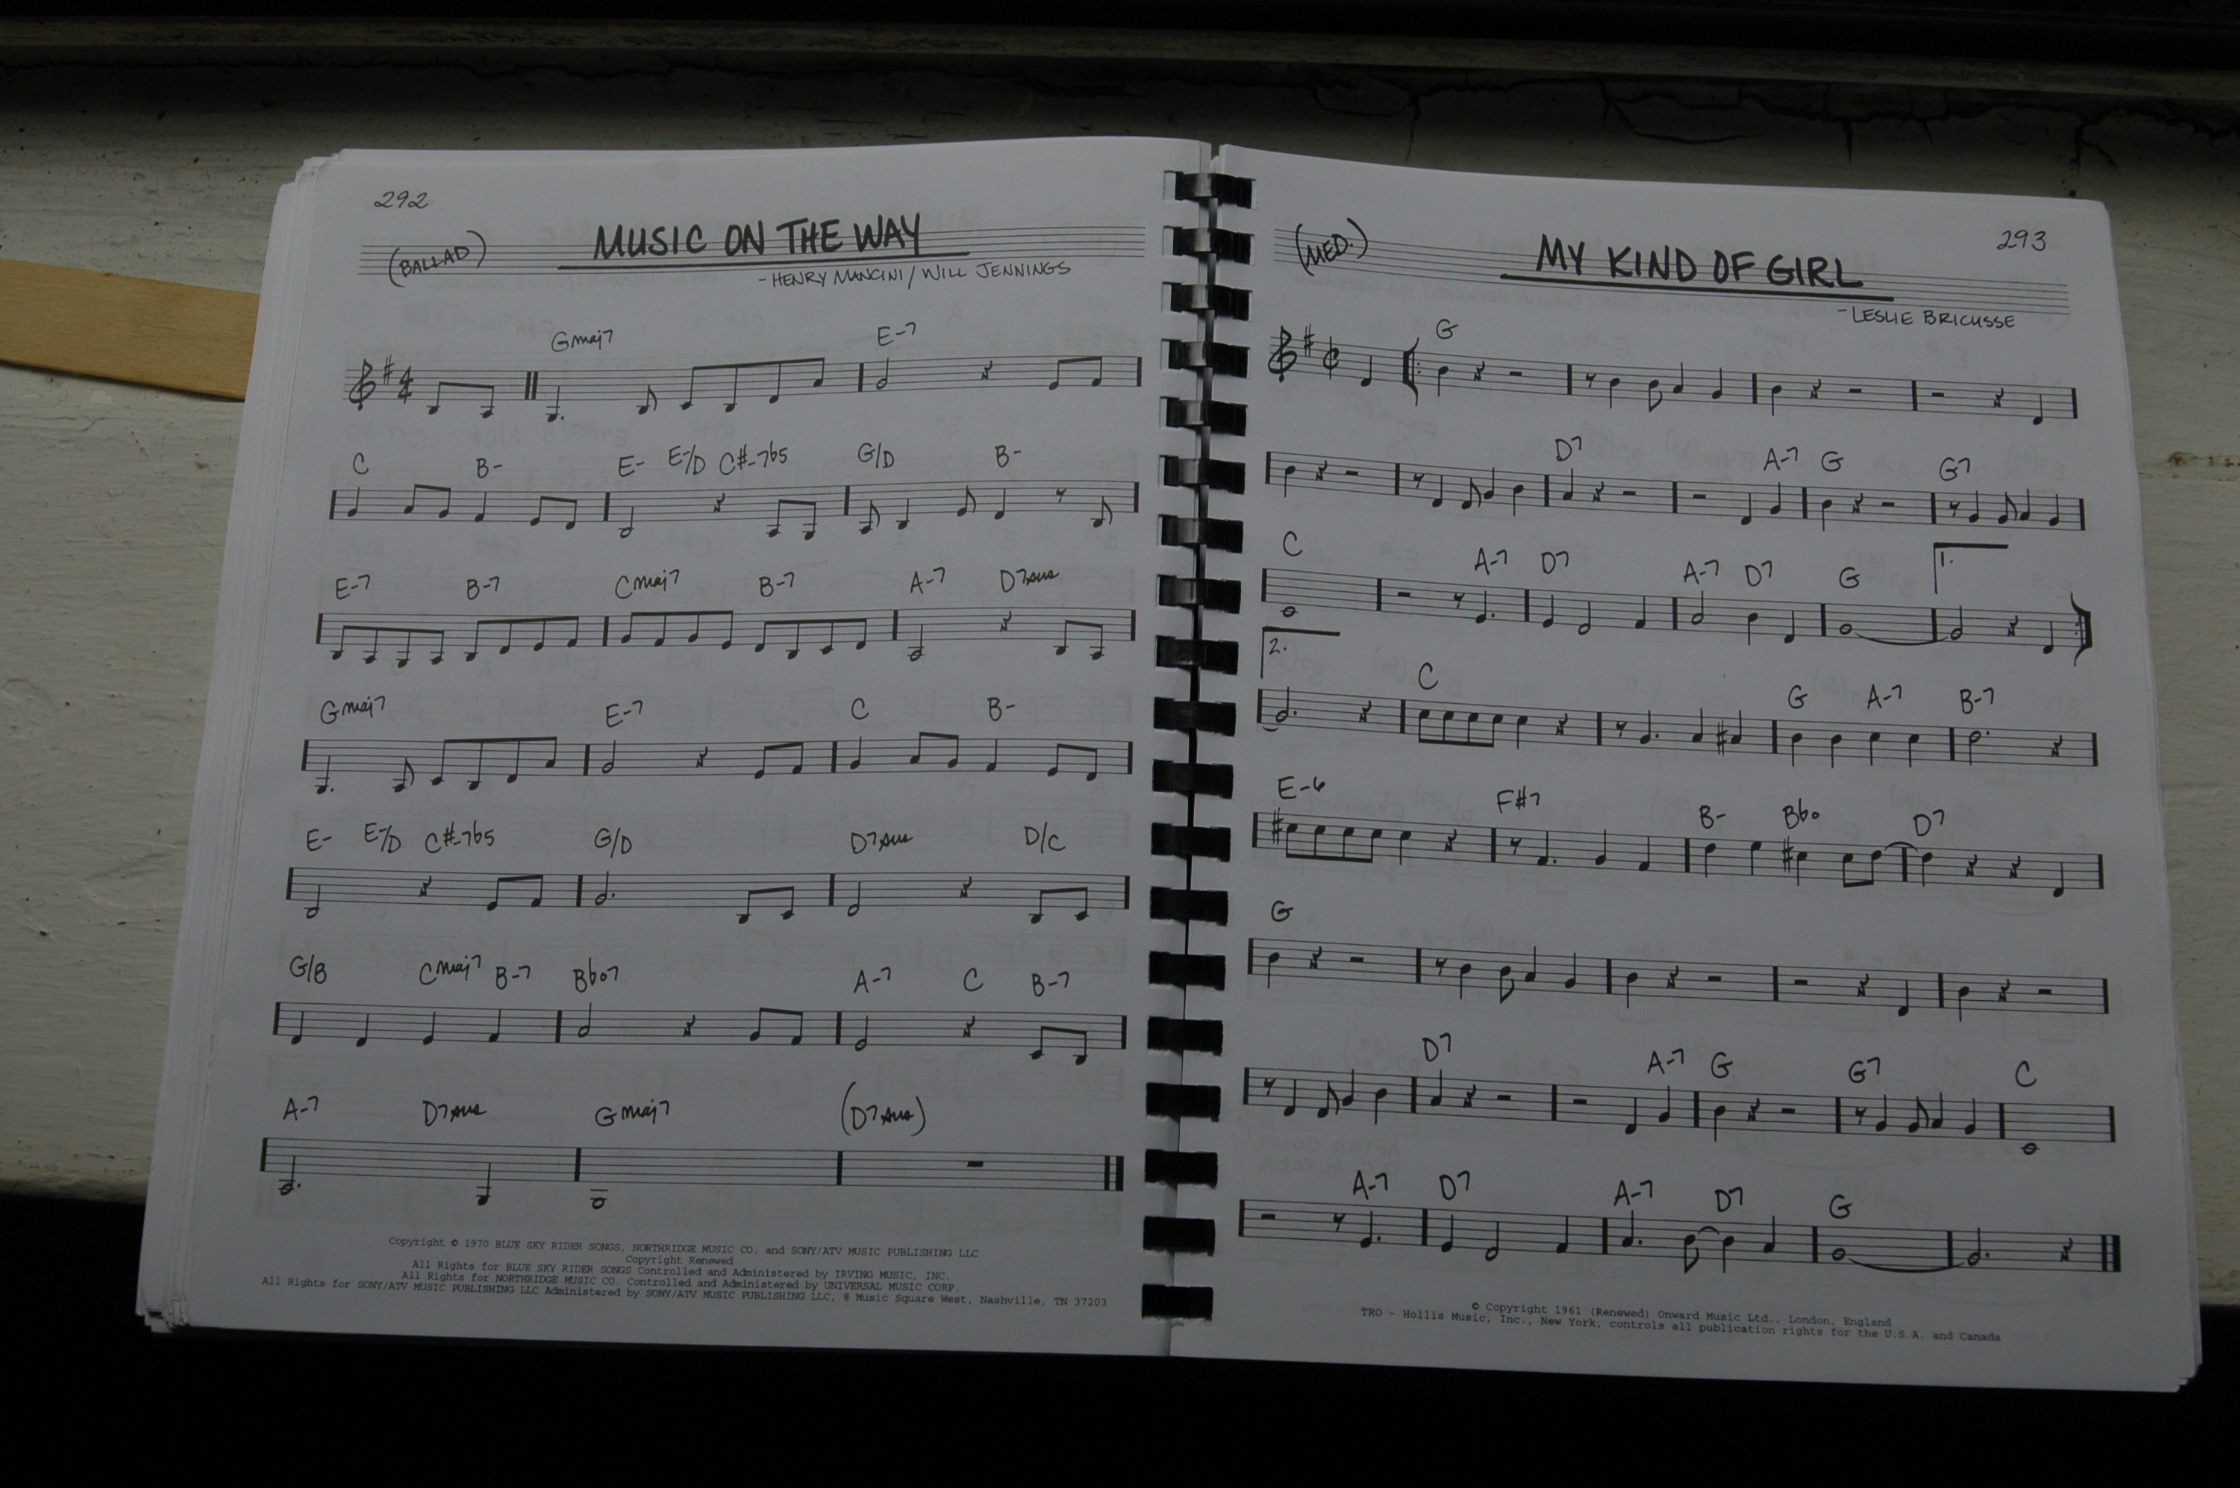 292
(BALLAD)
MUSIC ON THE WAY
- HENRY MANCINI / WILL JENNINGS
Gmaj7 E-7
C B- E- E-/D C#-7b5 G/D B-
E-7 B-7 Cmaj7 B-7 A-7 D7sus
Gmaj7 E-7 C B-
E- E-/D C#-7b5 G/D D7sus D/C
G/B Cmaj7 B-7 Bbo7 A-7 C B-7
A-7 D7sus Gmaj7 (D7sus)
Copyright © 1970 BLUE SKY RIDER SONGS, NORTHRIDGE MUSIC CO. and SONY/ATV MUSIC PUBLISHING LLC
Copyright Renewed
All Rights for BLUE SKY RIDER SONGS Controlled and Administered by IRVING MUSIC, INC.
All Rights for NORTHRIDGE MUSIC CO. Controlled and Administered by UNIVERSAL MUSIC CORP.
All Rights for SONY/ATV MUSIC PUBLISHING LLC Administered by SONY/ATV MUSIC PUBLISHING LLC, 8 Music Square West, Nashville, TN 37203
293
(MED.)
MY KIND OF GIRL
- LESLIE BRICUSSE
G
D7 A-7 G G7
C A-7 D7 A-7 D7 G 1.
2. C G A-7 B-7
E-6 F#7 B- Bbo D7
G
D7 A-7 G G7 C
A-7 D7 A-7 D7 G
© Copyright 1961 (Renewed) Onward Music Ltd., London, England
TRO - Hollis Music, Inc., New York, controls all publication rights for the U.S.A. and Canada